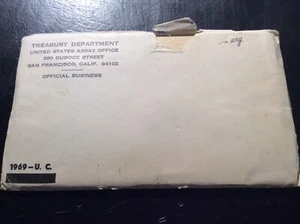 TREASURY DEPARTMENT
UNITED STATES ASSAY OFFICE
350 DUBOCE STREET
SAN FRANCISCO, CALIF. 94102
OFFICIAL BUSINESS
1969-U. C.